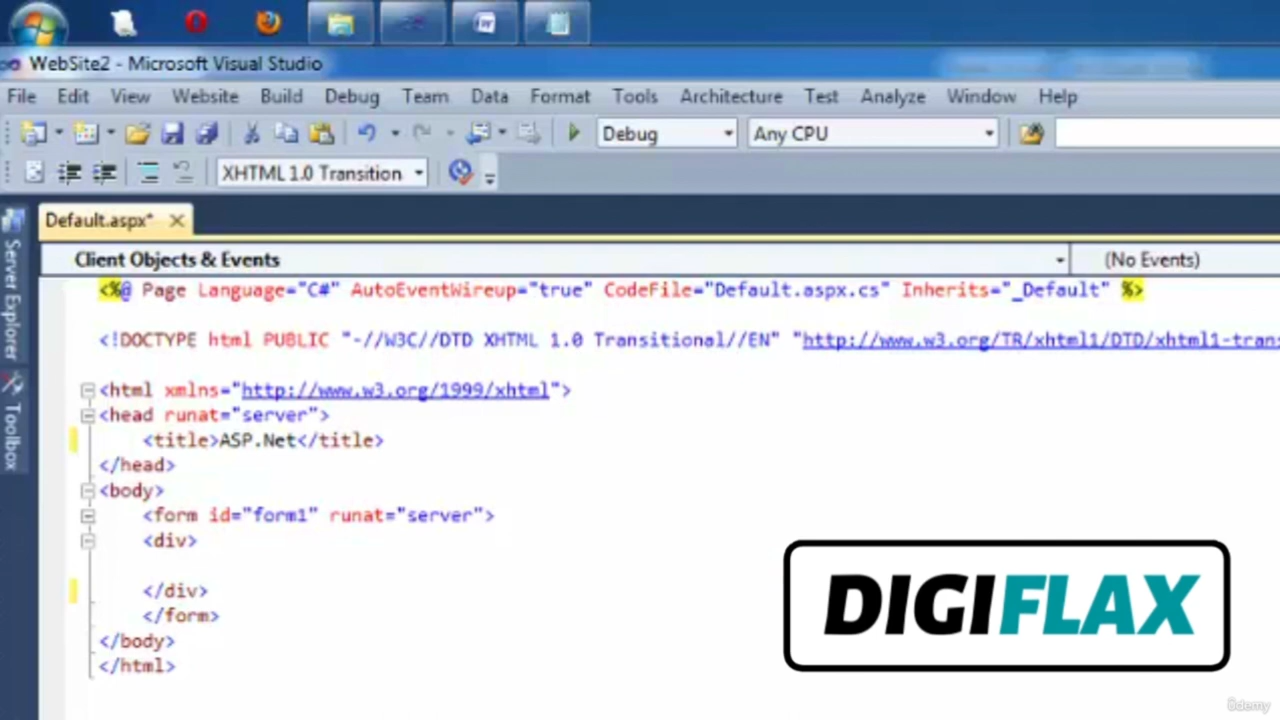 WebSite2 - Microsoft Visual Studio
File Edit View Website Build Debug Team Data Format Tools Architecture Test Analyze Window Help
Debug Any CPU
XHTML 1.0 Transition
Default.aspx* ×
Server Explorer
Toolbox
Client Objects & Events (No Events)
<%@ Page Language="C#" AutoEventWireup="true" CodeFile="Default.aspx.cs" Inherits="_Default" %>
<!DOCTYPE html PUBLIC "-//W3C//DTD XHTML 1.0 Transitional//EN" "http://www.w3.org/TR/xhtml1/DTD/xhtml1-trans
<html xmlns="http://www.w3.org/1999/xhtml">
<head runat="server">
<title>ASP.Net</title>
</head>
<body>
<form id="form1" runat="server">
<div>
</div>
</form>
</body>
</html>
DIGIFLAX
ûdemy